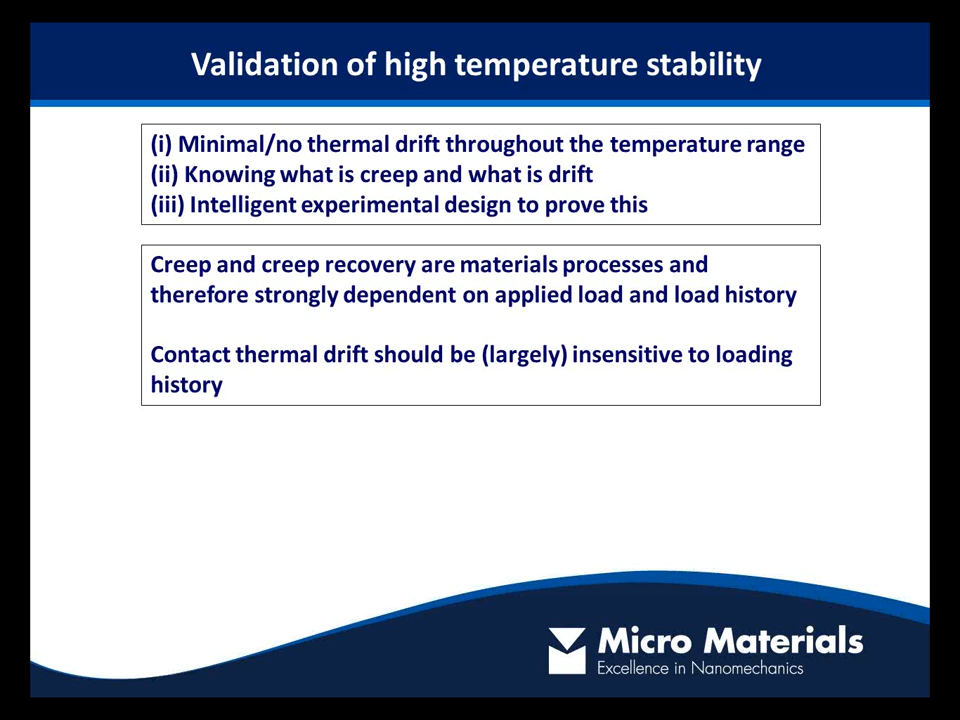 Validation of high temperature stability
(i) Minimal/no thermal drift throughout the temperature range
(ii) Knowing what is creep and what is drift
(iii) Intelligent experimental design to prove this
Creep and creep recovery are materials processes and
therefore strongly dependent on applied load and load history
Contact thermal drift should be (largely) insensitive to loading
history
Micro Materials
Excellence in Nanomechanics